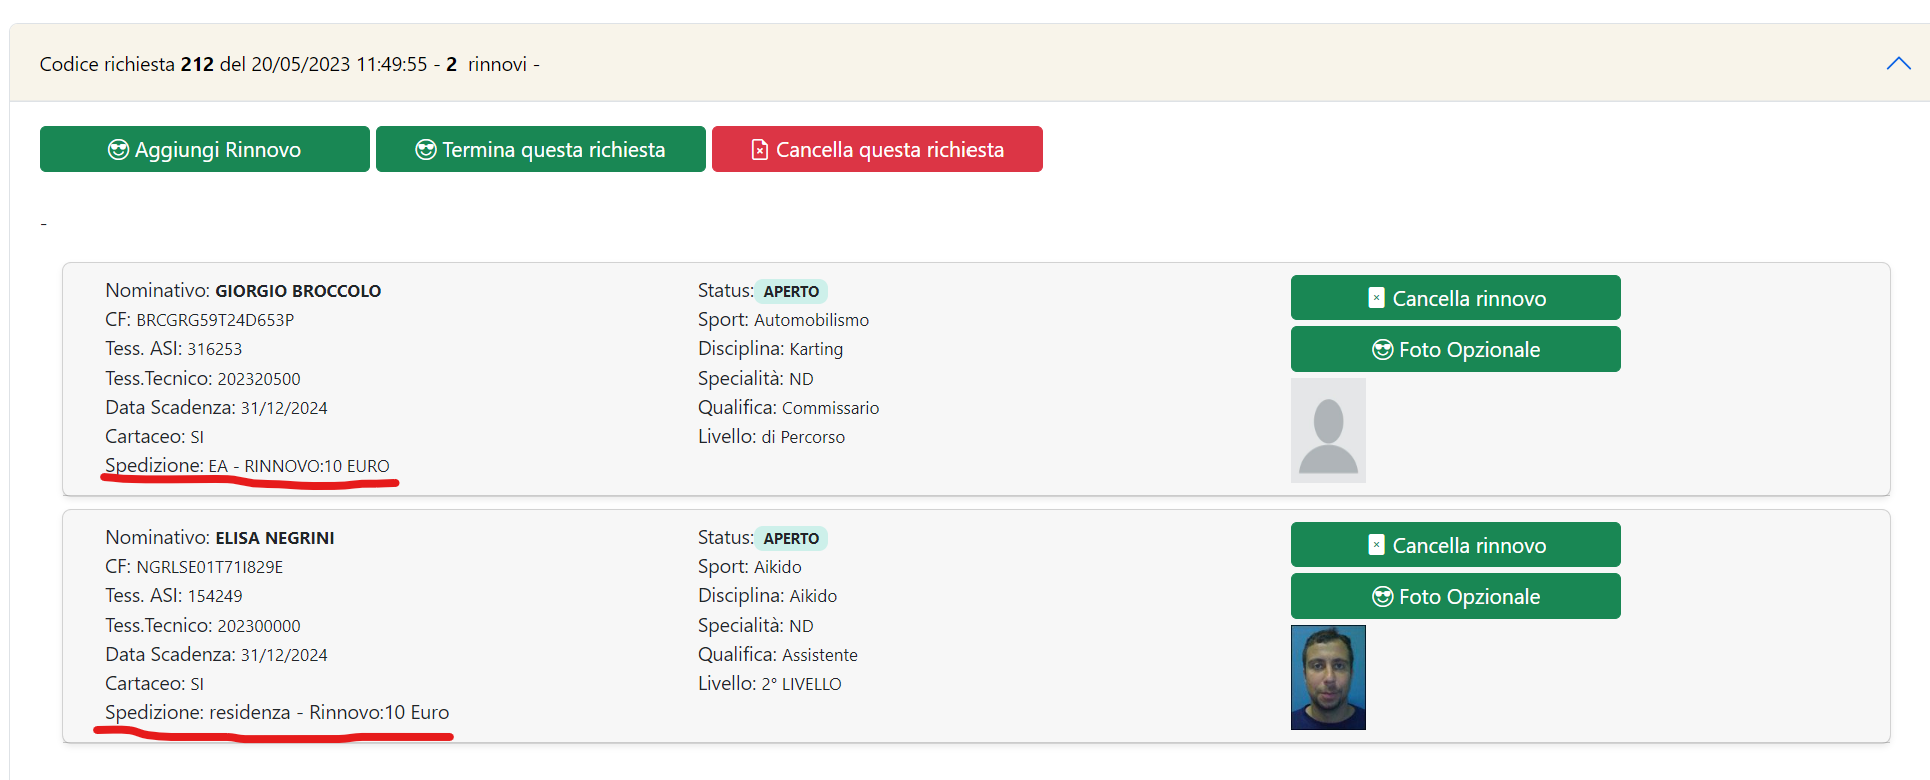 Codice richiesta 212 del 20/05/2023 11:49:55 - 2 rinnovi -
Aggiungi Rinnovo
Termina questa richiesta
Cancella questa richiesta
-
Nominativo: GIORGIO BROCCOLO
CF: BRCGRG59T24D653P
Tess. ASI: 316253
Tess.Tecnico: 202320500
Data Scadenza: 31/12/2024
Cartaceo: SI
Spedizione: EA - RINNOVO:10 EURO
Status: APERTO
Sport: Automobilismo
Disciplina: Karting
Specialità: ND
Qualifica: Commissario
Livello: di Percorso
Cancella rinnovo
Foto Opzionale
Nominativo: ELISA NEGRINI
CF: NGRLSE01T71I829E
Tess. ASI: 154249
Tess.Tecnico: 202300000
Data Scadenza: 31/12/2024
Cartaceo: SI
Spedizione: residenza - Rinnovo:10 Euro
Status: APERTO
Sport: Aikido
Disciplina: Aikido
Specialità: ND
Qualifica: Assistente
Livello: 2° LIVELLO
Cancella rinnovo
Foto Opzionale